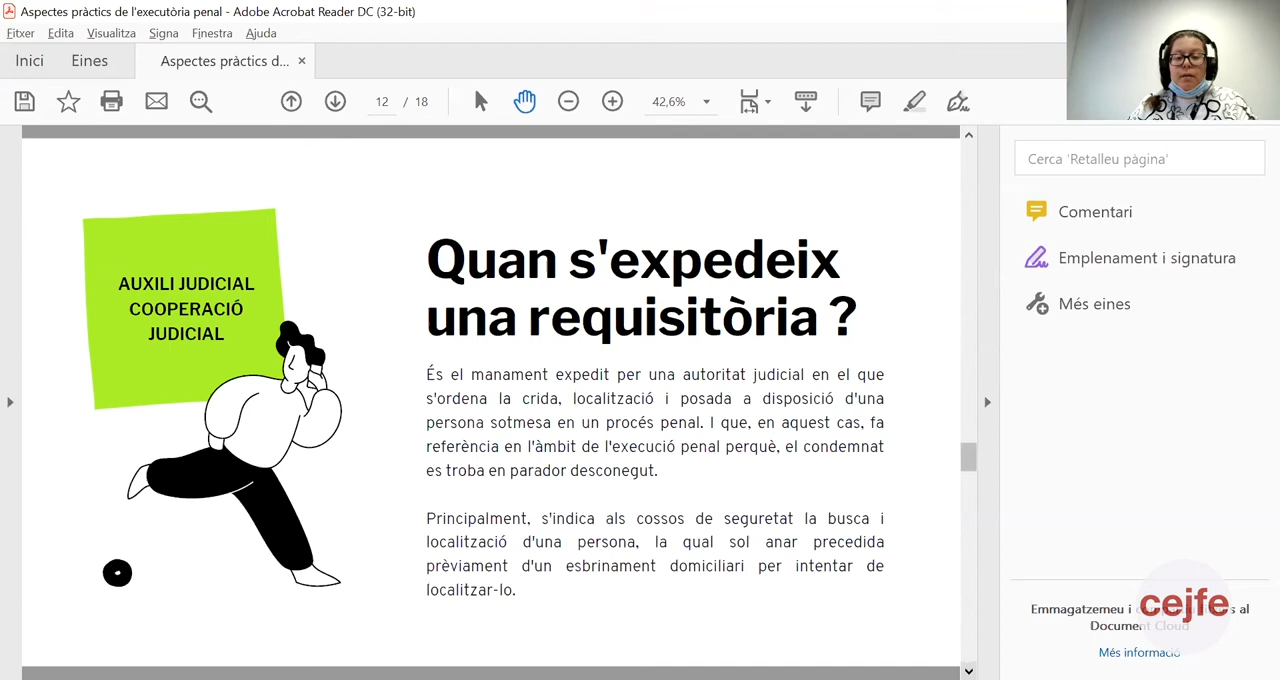 Aspectes pràctics de l'executòria penal - Adobe Acrobat Reader DC (32-bit)
Fitxer Edita Visualitza Signa Finestra Ajuda
Inici Eines Aspectes pràctics d... ×
12 / 18 42,6%
Cerca 'Retalleu pàgina'
Comentari
Emplenament i signatura
Més eines
AUXILI JUDICIAL
COOPERACIÓ
JUDICIAL
Quan s'expedeix
una requisitòria ?
És el manament expedit per una autoritat judicial en el que
s'ordena la crida, localització i posada a disposició d'una
persona sotmesa en un procés penal. I que, en aquest cas, fa
referència en l'àmbit de l'execució penal perquè, el condemnat
es troba en parador desconegut.
Principalment, s'indica als cossos de seguretat la busca i
localització d'una persona, la qual sol anar precedida
prèviament d'un esbrinament domiciliari per intentar de
localitzar-lo.
cejfe
Emmagatzemeu i al
Document Cloud
Més informació